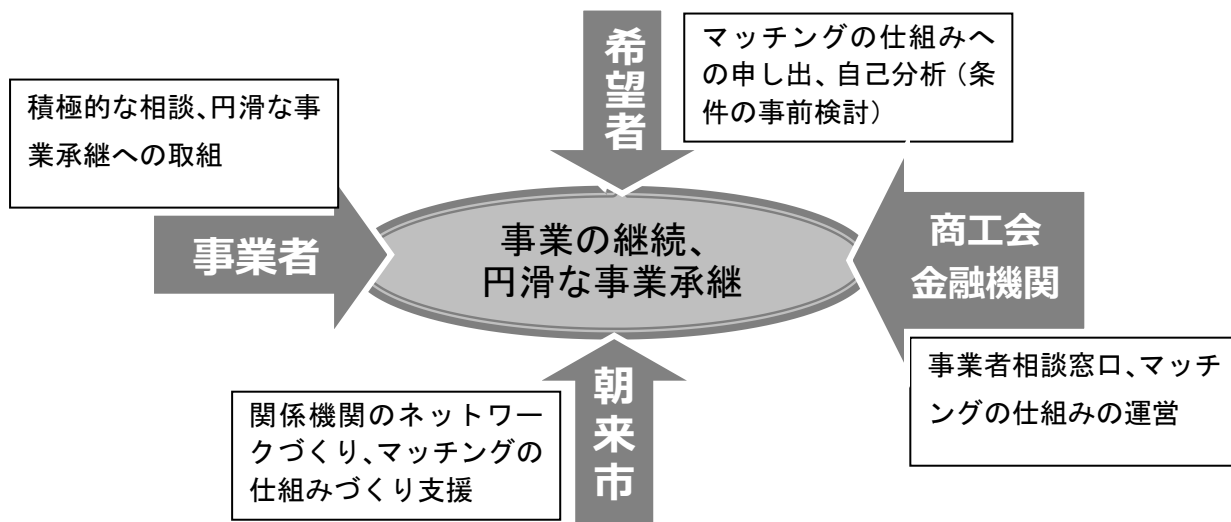 希望者
マッチングの仕組みへ
の申し出、自己分析（条
件の事前検討）
積極的な相談、円滑な事
業承継への取組
事業者
事業の継続、
円滑な事業承継
商工会
金融機関
事業者相談窓口、マッチ
ングの仕組みの運営
朝来市
関係機関のネットワー
クづくり、マッチングの
仕組みづくり支援